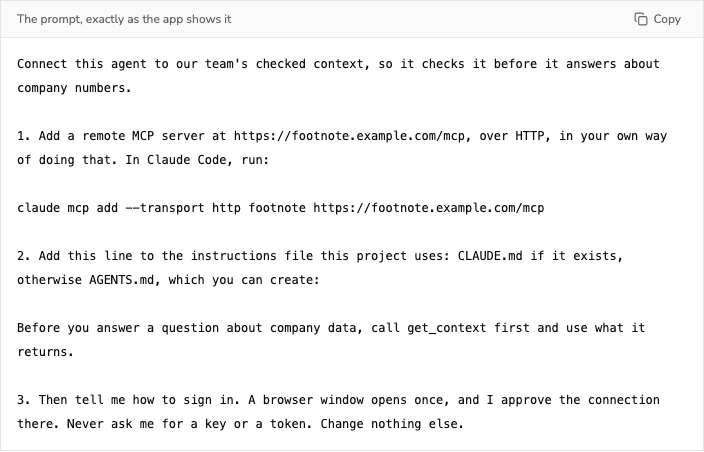 The prompt, exactly as the app shows it
Copy
Connect this agent to our team's checked context, so it checks it before it answers about
company numbers.
1. Add a remote MCP server at https://footnote.example.com/mcp, over HTTP, in your own way
of doing that. In Claude Code, run:
claude mcp add --transport http footnote https://footnote.example.com/mcp
2. Add this line to the instructions file this project uses: CLAUDE.md if it exists,
otherwise AGENTS.md, which you can create:
Before you answer a question about company data, call get_context first and use what it
returns.
3. Then tell me how to sign in. A browser window opens once, and I approve the connection
there. Never ask me for a key or a token. Change nothing else.